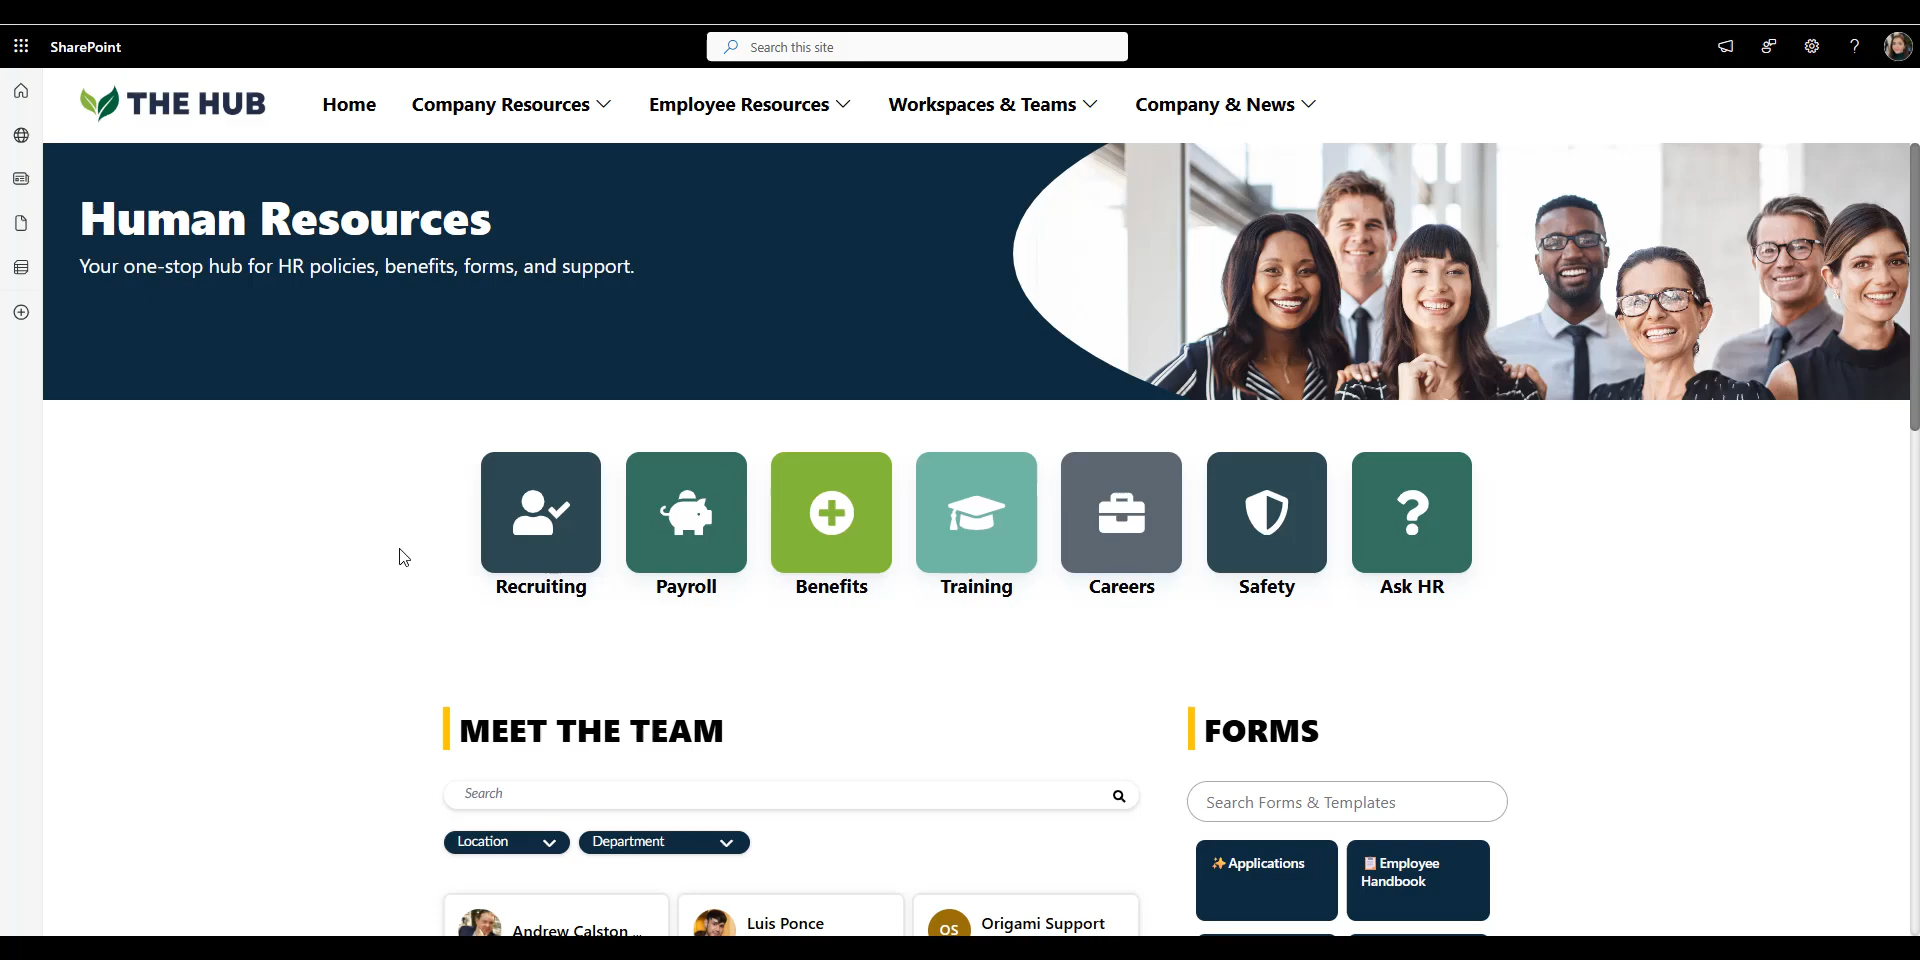 SharePoint
Search this site
THE HUB
Home
Company Resources
Employee Resources
Workspaces & Teams
Company & News
Human Resources
Your one-stop hub for HR policies, benefits, forms, and support.
Recruiting
Payroll
Benefits
Training
Careers
Safety
Ask HR
MEET THE TEAM
Search
Location
Department
Andrew Calston ...
Luis Ponce
OS
Origami Support
FORMS
Search Forms & Templates
✨Applications
📋Employee
Handbook